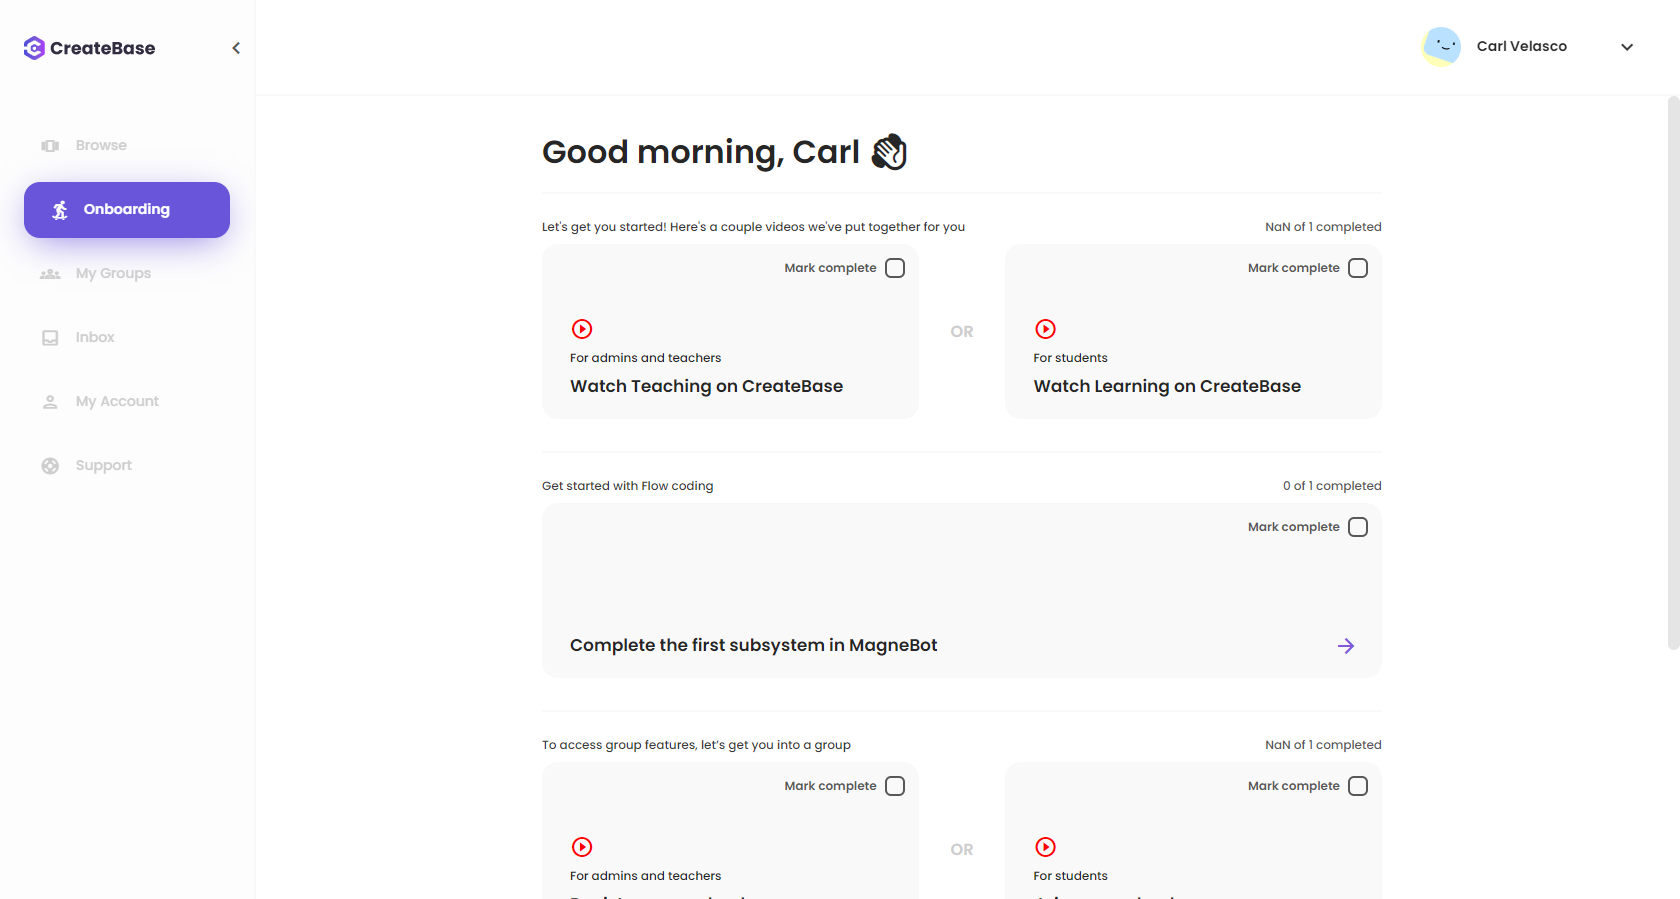 CreateBase
Carl Velasco
Browse
Onboarding
My Groups
Inbox
My Account
Support
Good morning, Carl
Let's get you started! Here's a couple videos we've put together for you
NaN of 1 completed
Mark complete
For admins and teachers
Watch Teaching on CreateBase
OR
Mark complete
For students
Watch Learning on CreateBase
Get started with Flow coding
0 of 1 completed
Mark complete
Complete the first subsystem in MagneBot
To access group features, let’s get you into a group
NaN of 1 completed
Mark complete
For admins and teachers
OR
Mark complete
For students